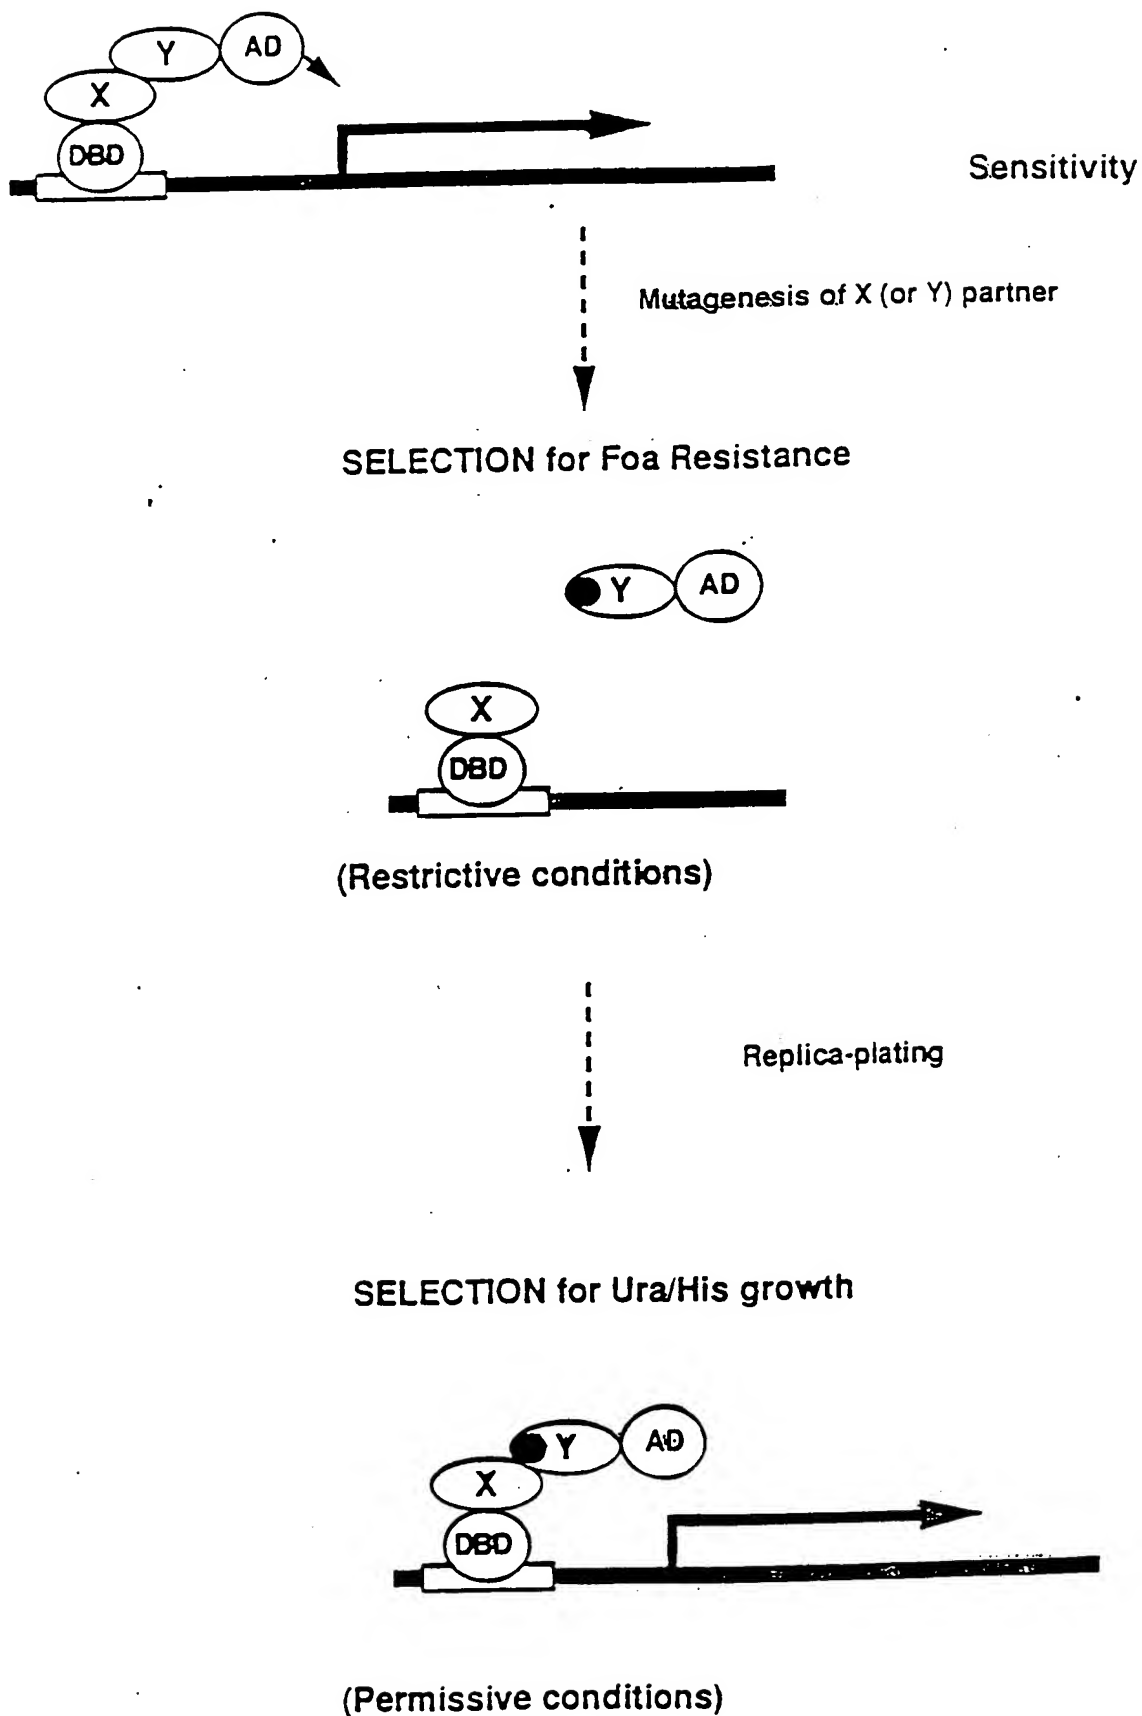 Y
AD
X
DBD
Sensitivity
Mutagenesis of X (or Y) partner
SELECTION for Foa Resistance
Y
AD
X
DBD
(Restrictive conditions)
Replica-plating
SELECTION for Ura/His growth
Y
AD
X
DBD
(Permissive conditions)